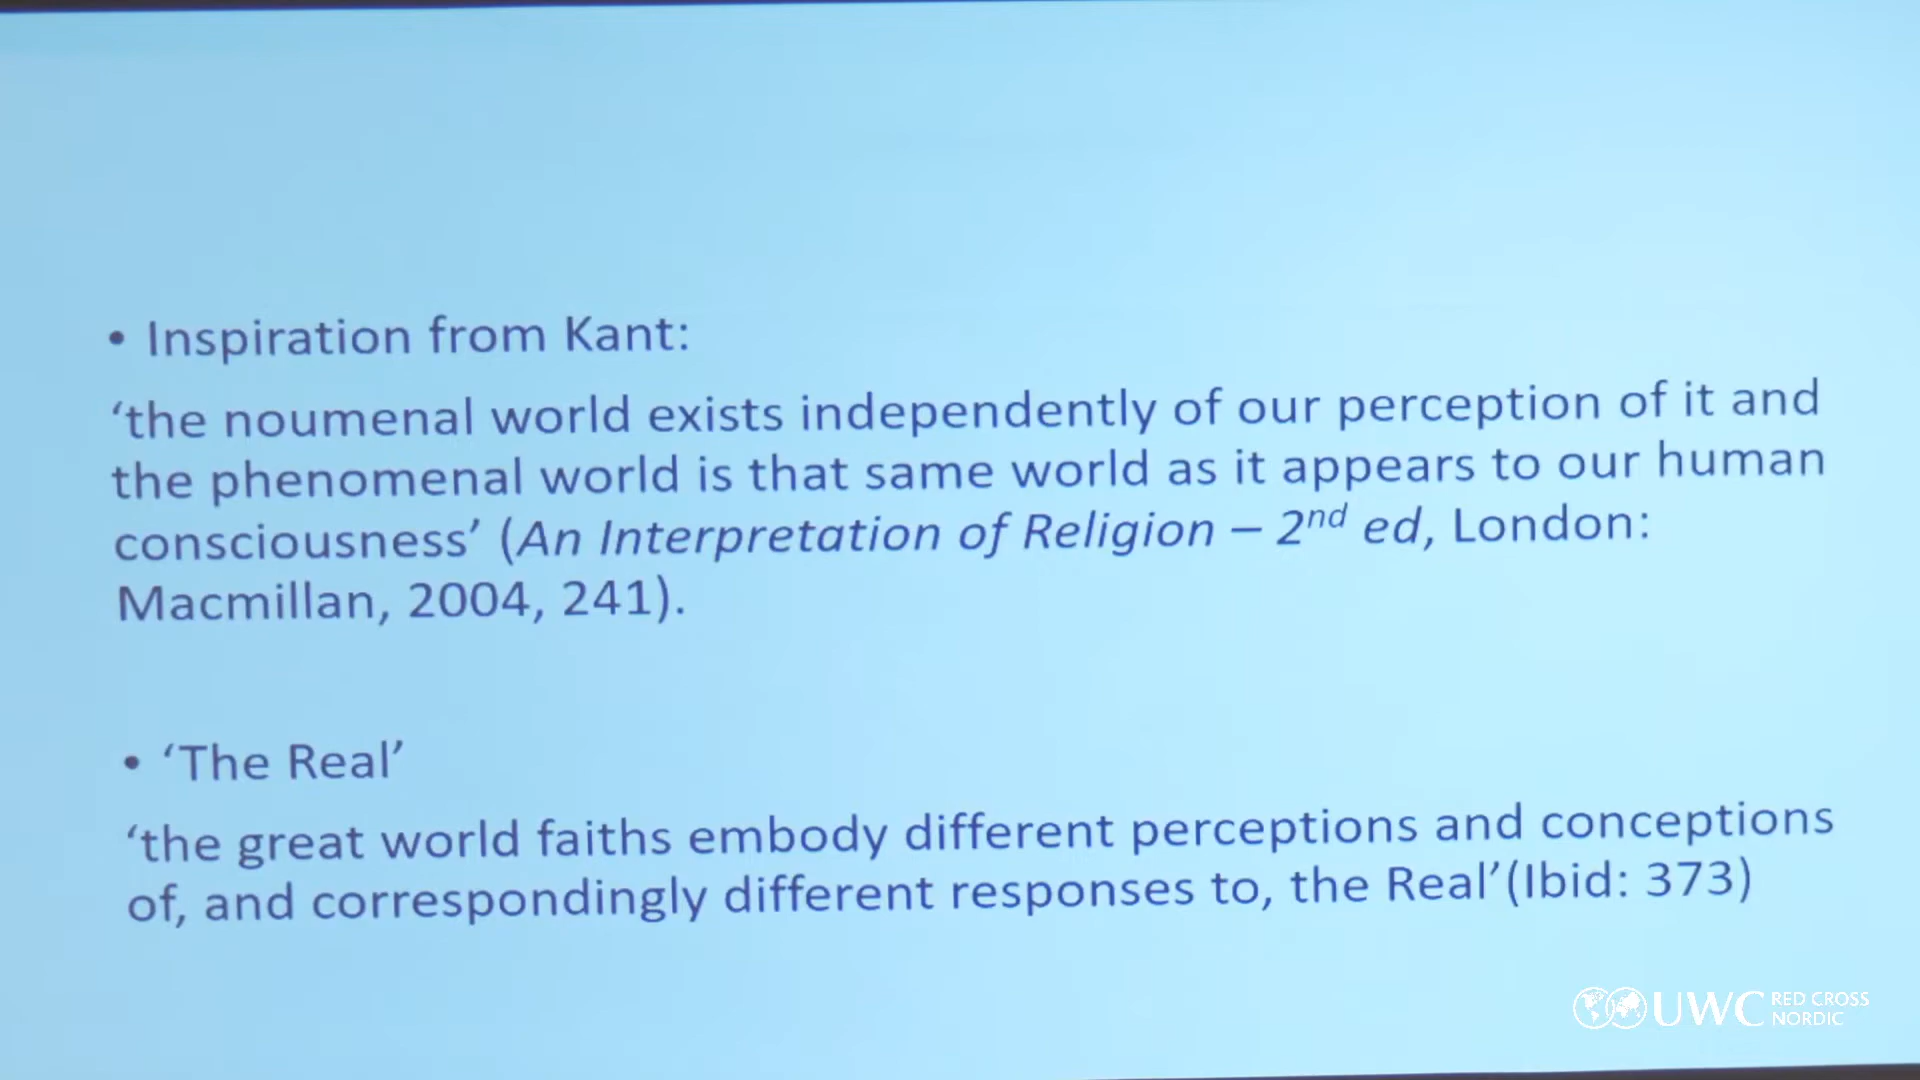 • Inspiration from Kant:
‘the noumenal world exists independently of our perception of it and
the phenomenal world is that same world as it appears to our human
consciousness’ (An Interpretation of Religion – 2nd ed, London:
Macmillan, 2004, 241).
• ‘The Real’
‘the great world faiths embody different perceptions and conceptions
of, and correspondingly different responses to, the Real’(Ibid: 373)
UWC RED CROSS
NORDIC